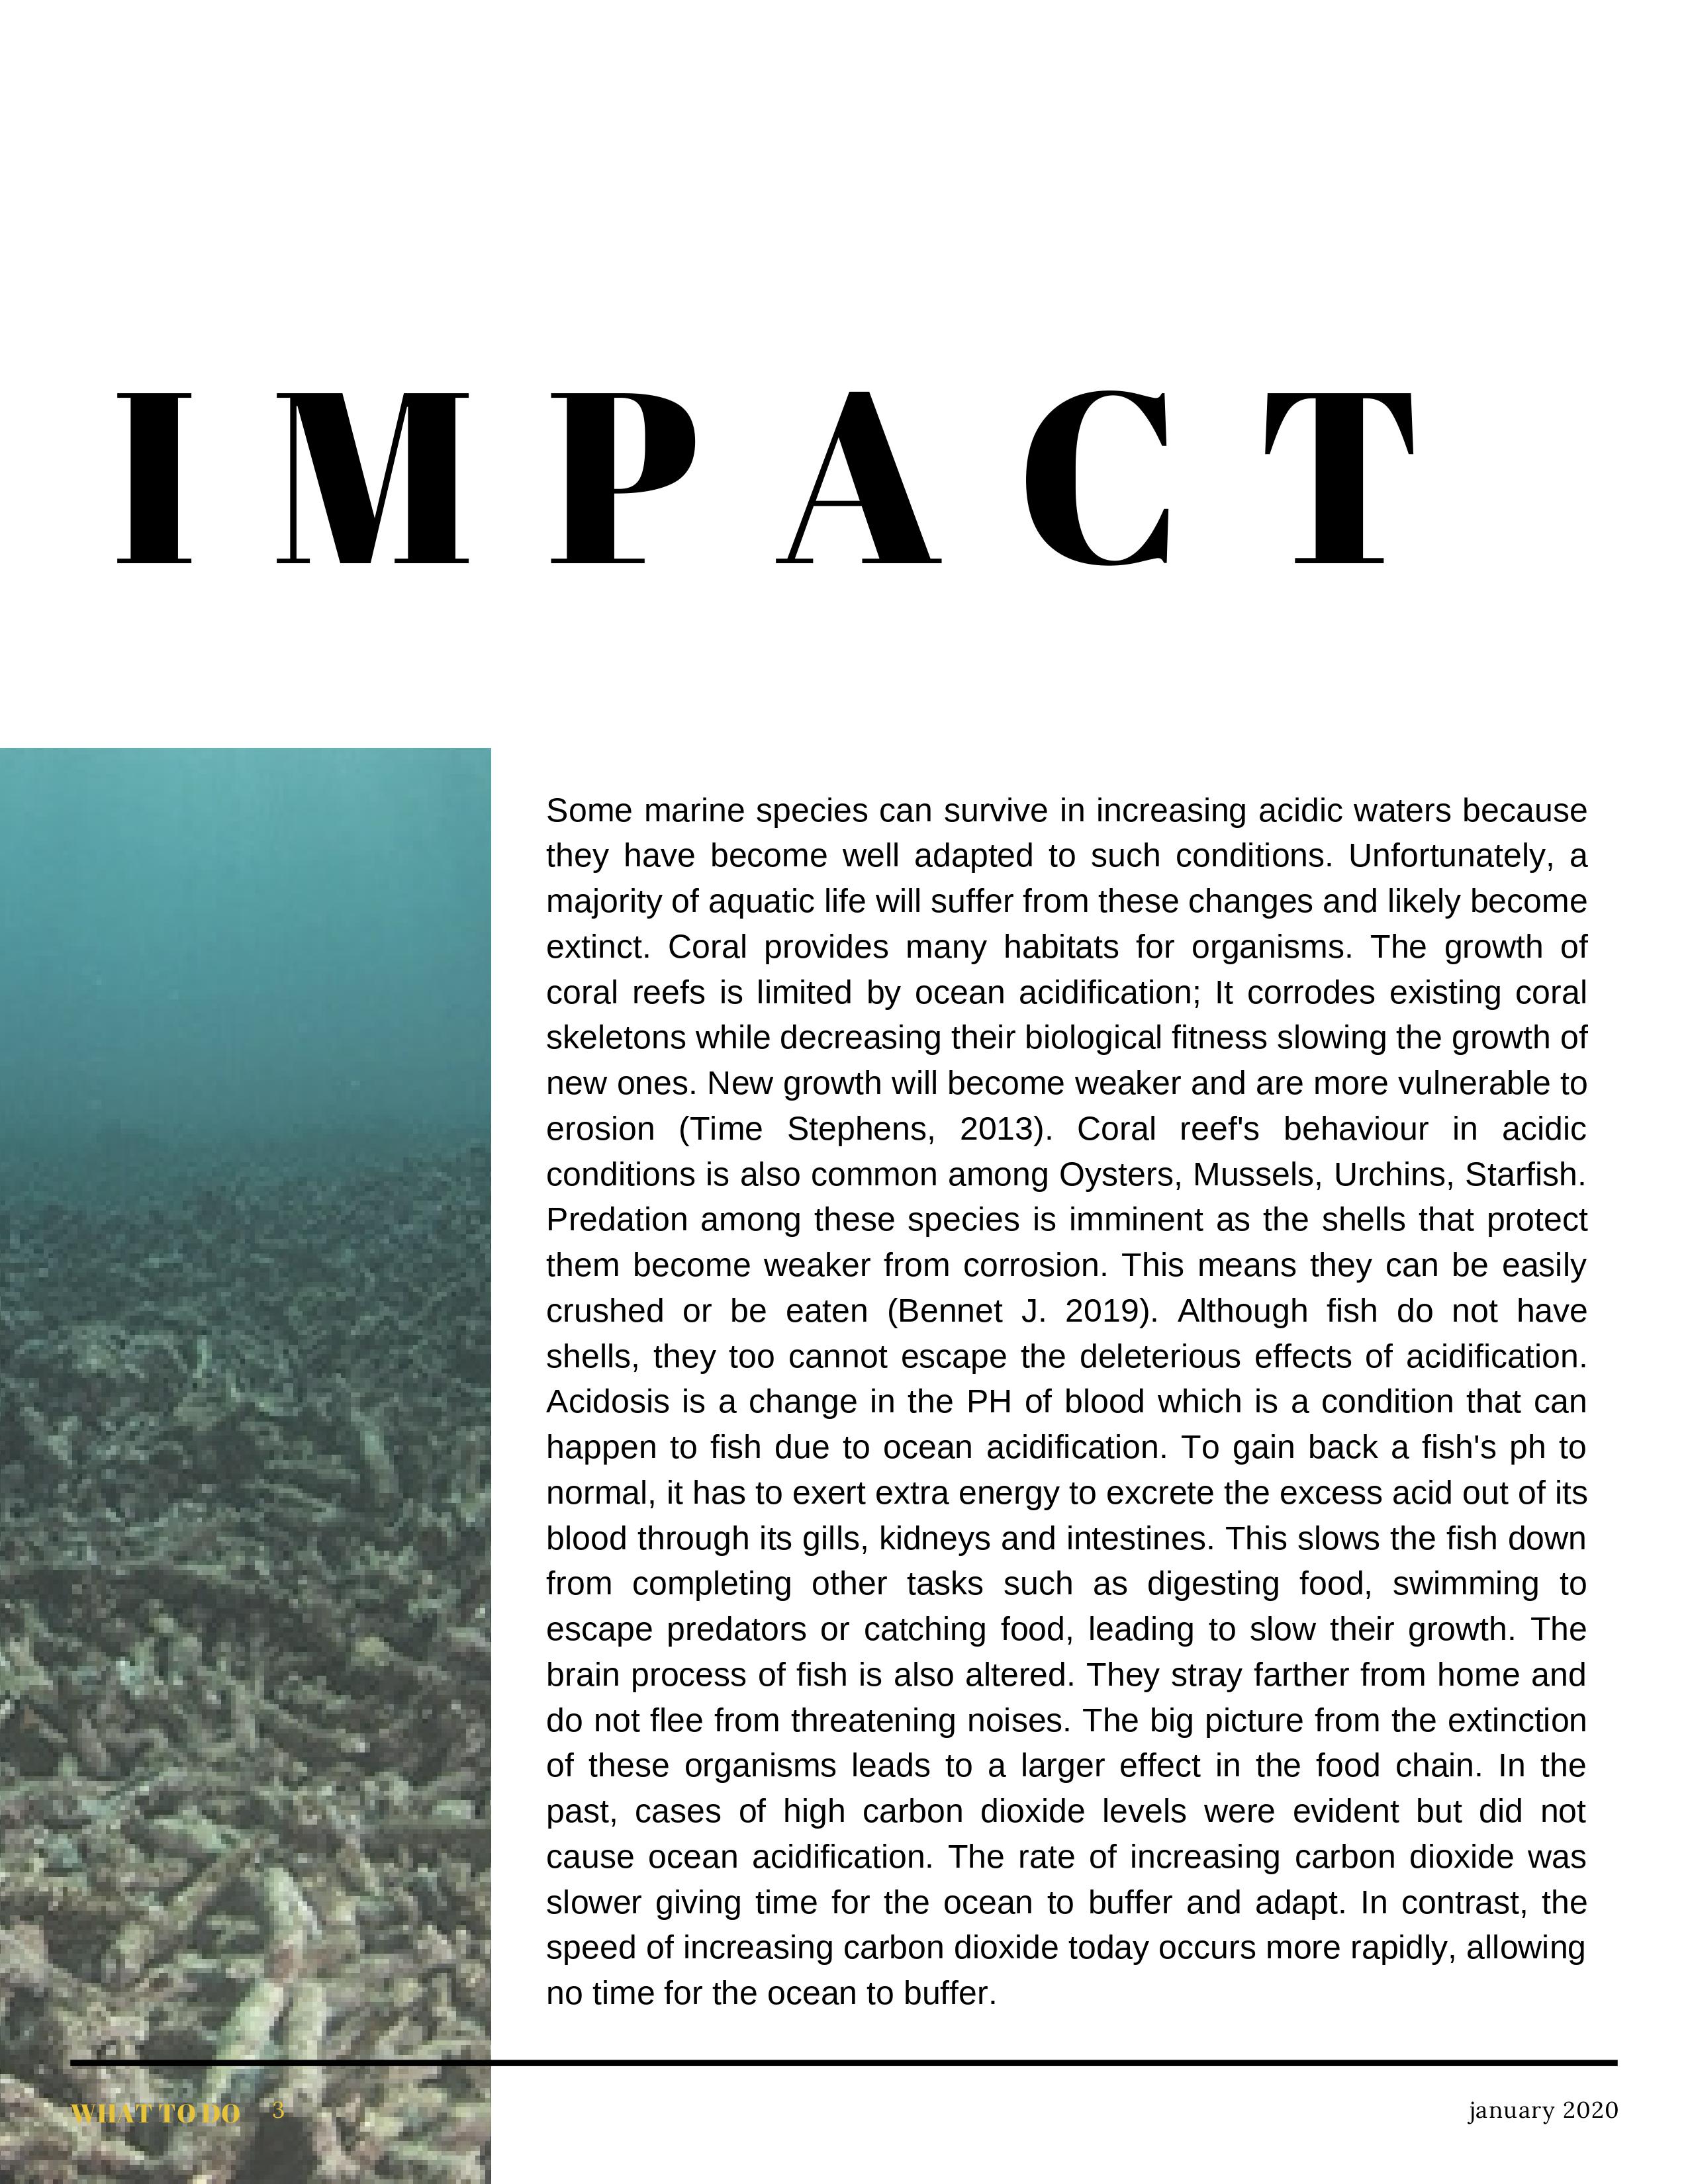 IMPACT
Some marine species can survive in increasing acidic waters because
they have become well adapted to such conditions. Unfortunately, a
majority of aquatic life will suffer from these changes and likely become
extinct. Coral provides many habitats for organisms. The growth of
coral reefs is limited by ocean acidification; It corrodes existing coral
skeletons while decreasing their biological fitness slowing the growth of
new ones. New growth will become weaker and are more vulnerable to
erosion (Time Stephens, 2013). Coral reef's behaviour in acidic
conditions is also common among Oysters, Mussels, Urchins, Starfish.
Predation among these species is imminent as the shells that protect
them become weaker from corrosion. This means they can be easily
crushed or be eaten (Bennet J. 2019). Although fish do not have
shells, they too cannot escape the deleterious effects of acidification.
Acidosis is a change in the PH of blood which is a condition that can
happen to fish due to ocean acidification. To gain back a fish's ph to
normal, it has to exert extra energy to excrete the excess acid out of its
blood through its gills, kidneys and intestines. This slows the fish down
from completing other tasks such as digesting food, swimming to
escape predators or catching food, leading to slow their growth. The
brain process of fish is also altered. They stray farther from home and
do not flee from threatening noises. The big picture from the extinction
of these organisms leads to a larger effect in the food chain. In the
past, cases of high carbon dioxide levels were evident but did not
cause ocean acidification. The rate of increasing carbon dioxide was
slower giving time for the ocean to buffer and adapt. In contrast, the
speed of increasing carbon dioxide today occurs more rapidly, allowing
no time for the ocean to buffer.
WHAT TO DO 3
january 2020